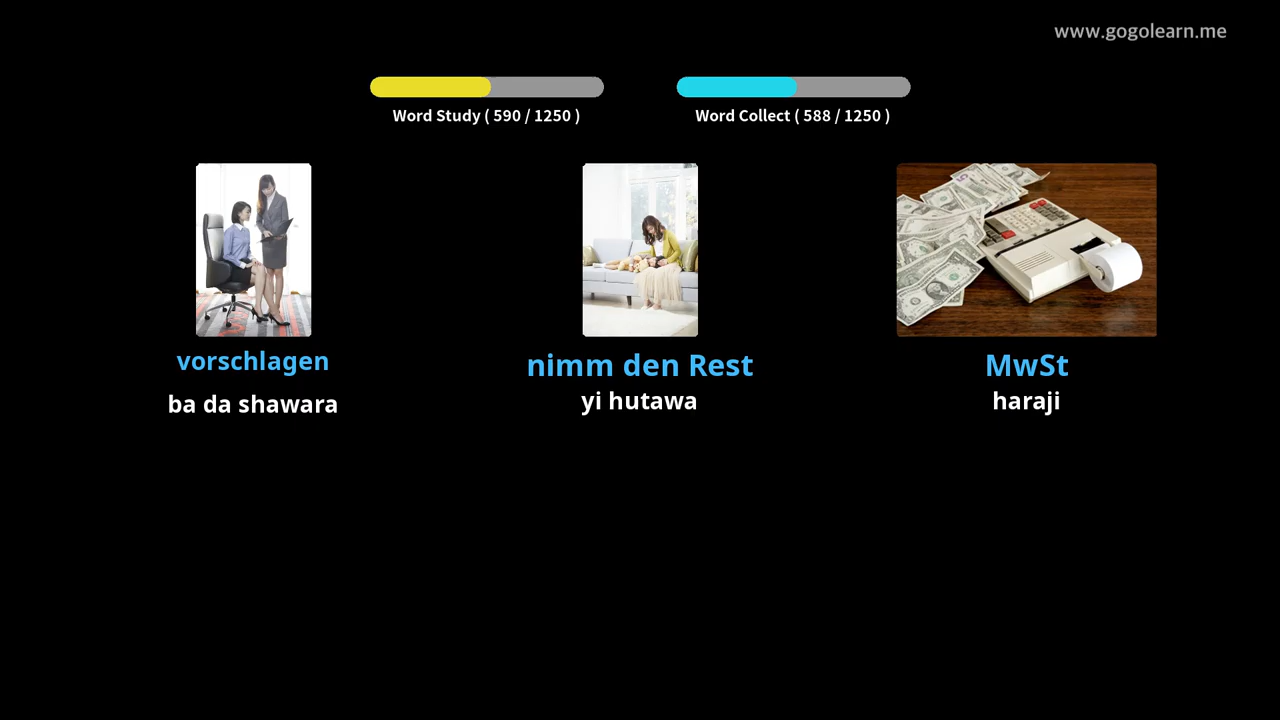 www.gogolearn.me
Word Study ( 590 / 1250 )
Word Collect ( 588 / 1250 )
vorschlagen
ba da shawara
nimm den Rest
yi hutawa
MwSt
haraji